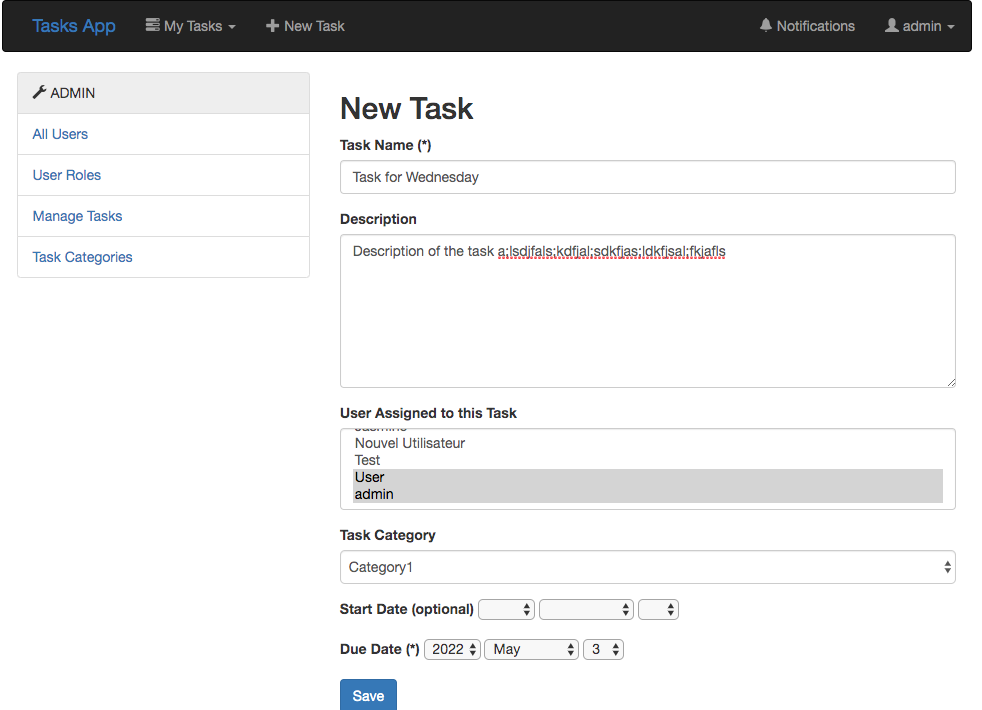 Tasks App My Tasks New Task Notifications admin
ADMIN
All Users
User Roles
Manage Tasks
Task Categories
New Task
Task Name (*)
Task for Wednesday
Description
Description of the task a;lsdjfals;kdfjal;sdkfjas;ldkfjsal;fkjafls
User Assigned to this Task
Nouvel Utilisateur
Test
User
admin
Task Category
Category1
Start Date (optional)
Due Date (*) 2022 May 3
Save